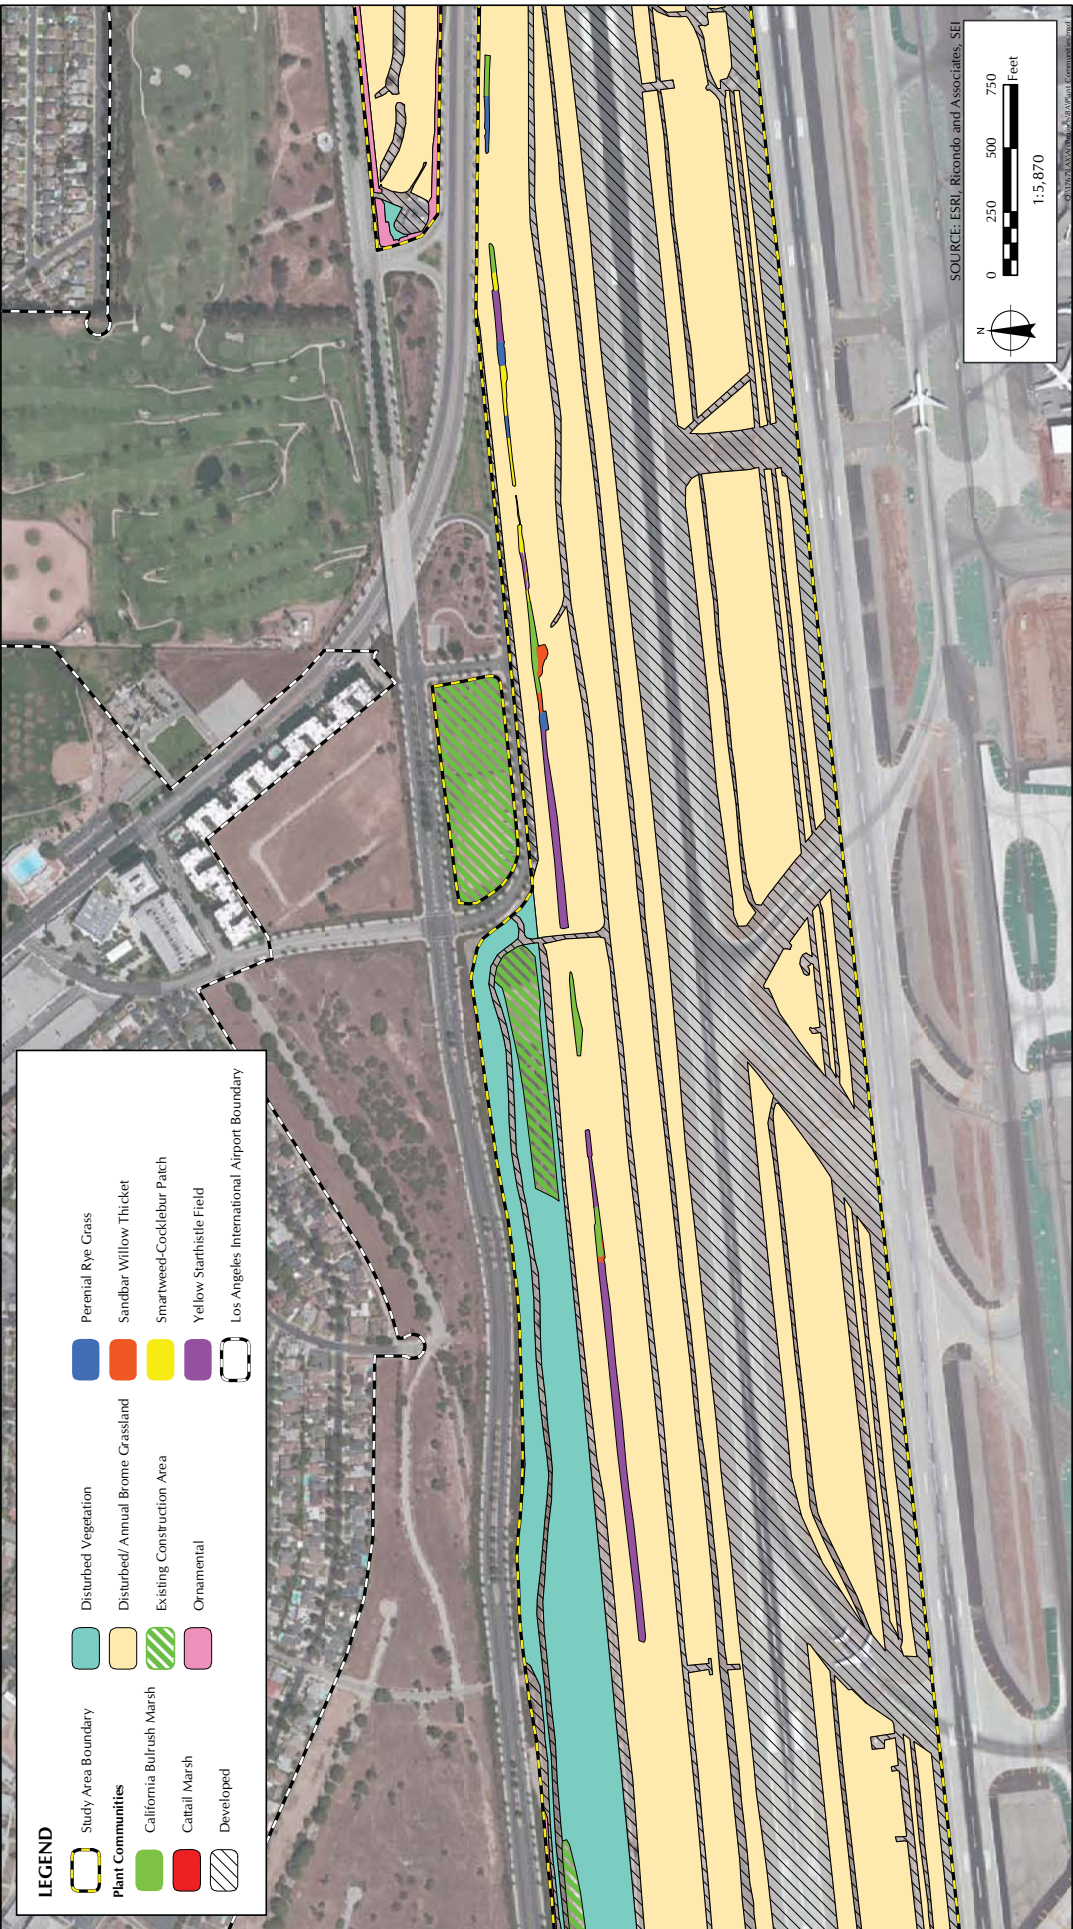 LEGEND
Study Area Boundary
Plant Communities
California Bulrush Marsh
Cattail Marsh
Developed
Disturbed Vegetation
Disturbed/ Annual Brome Grassland
Existing Construction Area
Ornamental
Perenial Rye Grass
Sandbar Willow Thicket
Smartweed-Cocklebur Patch
Yellow Starthistle Field
Los Angeles International Airport Boundary
SOURCE: ESRI, Ricondo and Associates, SEI
N
0 250 500 750
Feet
1:5,870